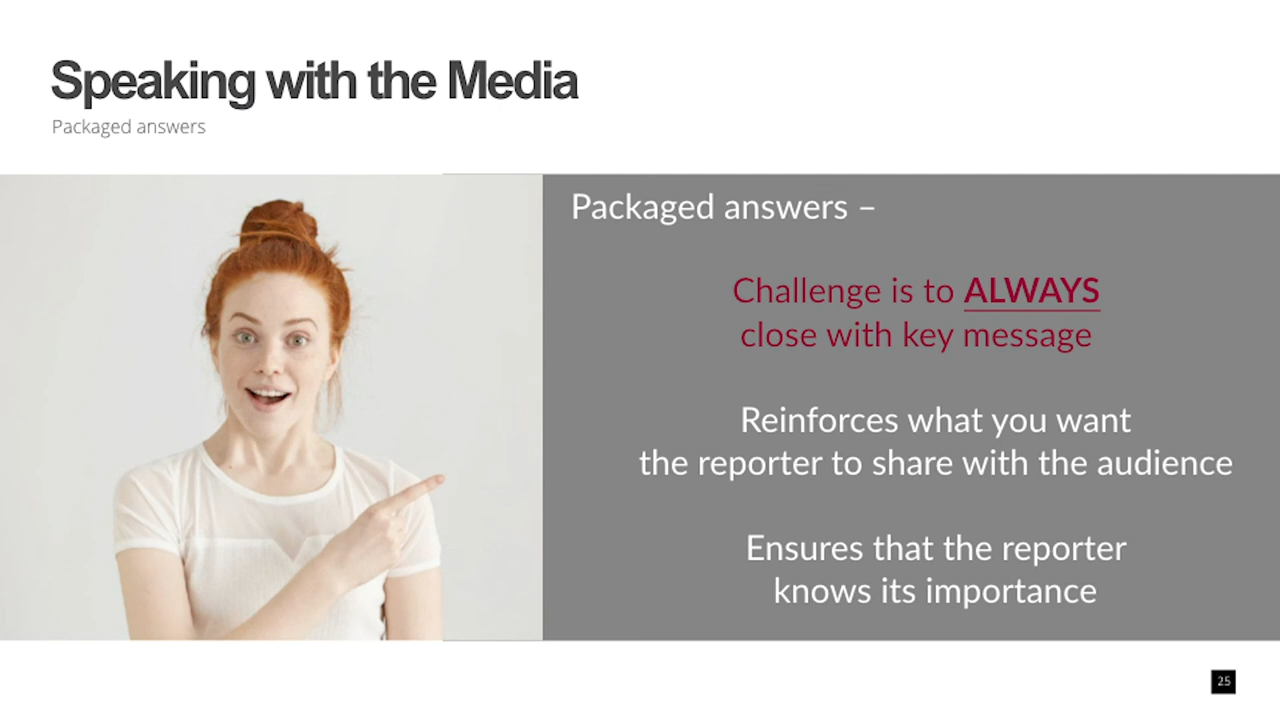 Speaking with the Media
Packaged answers
Packaged answers –
Challenge is to ALWAYS
close with key message
Reinforces what you want
the reporter to share with the audience
Ensures that the reporter
knows its importance
25